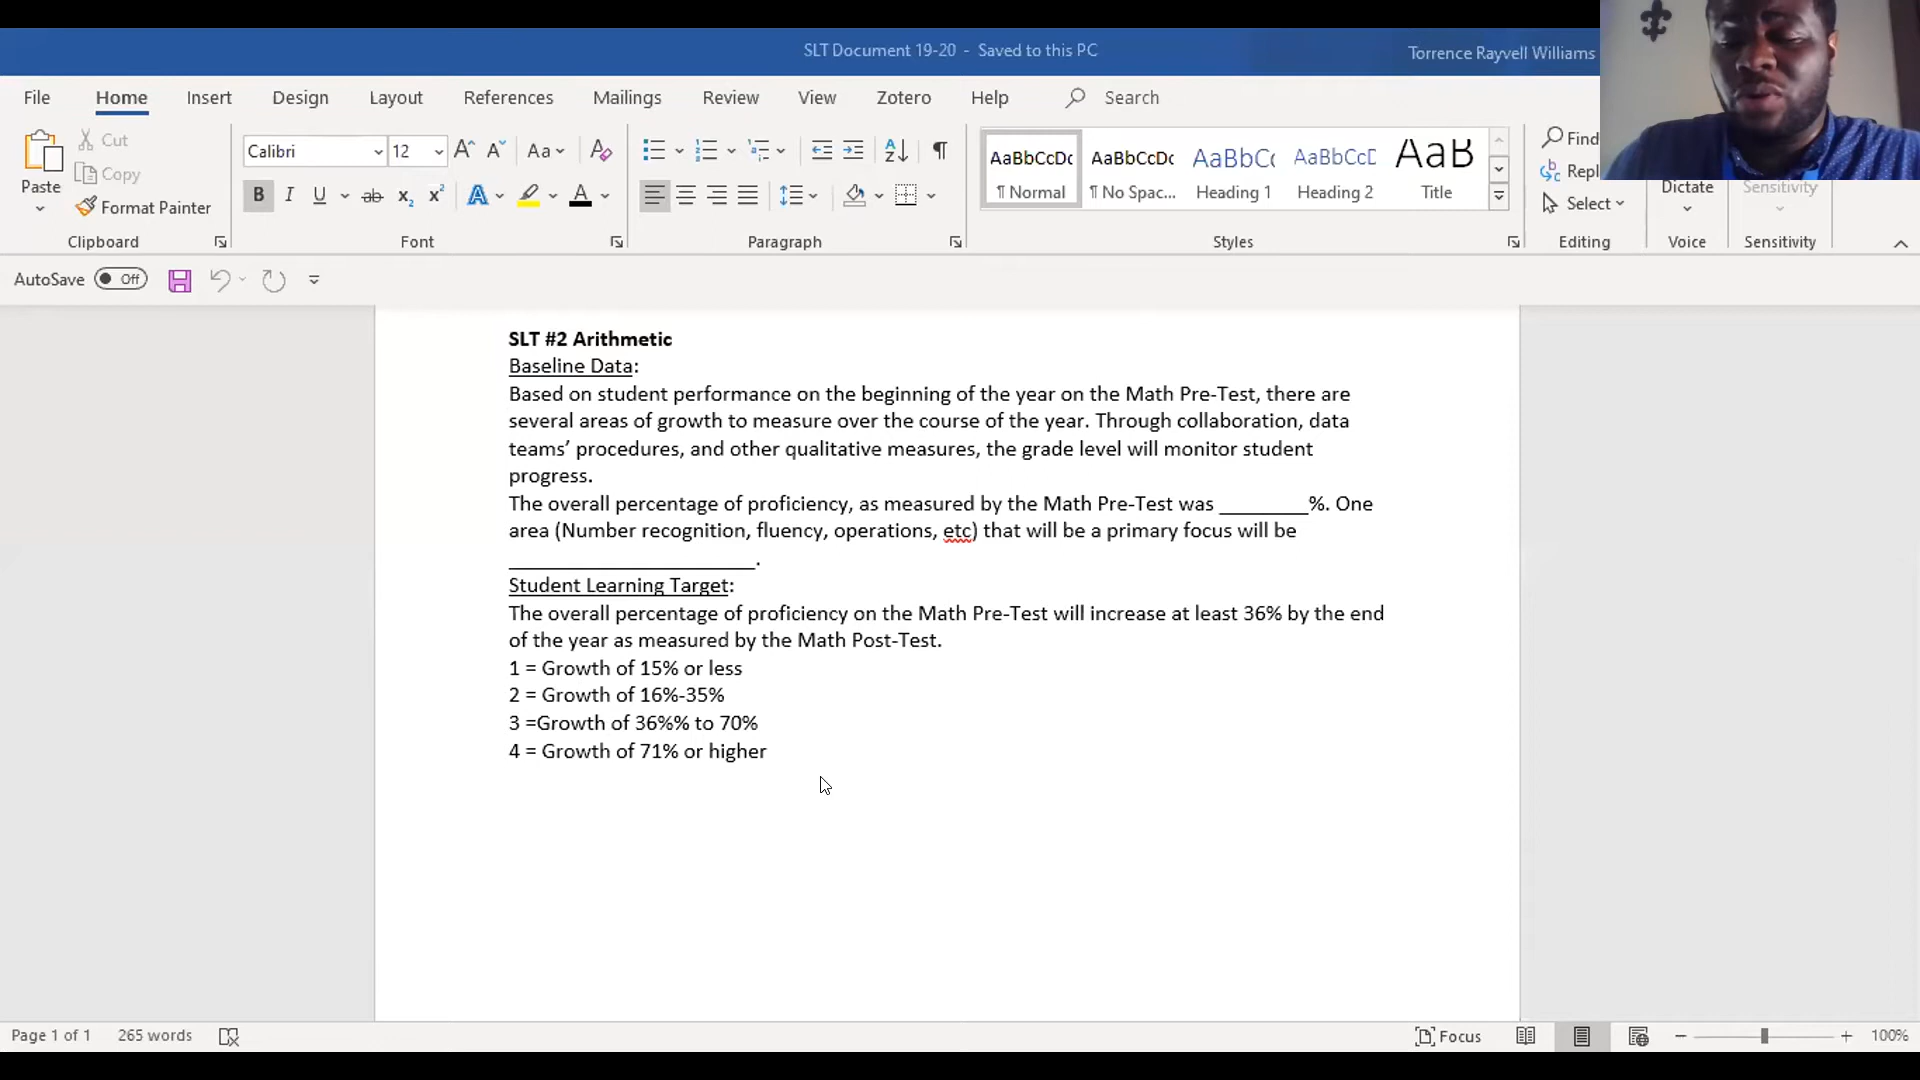 SLT Document 19-20 - Saved to this PC
Torrence Rayvell Williams
File Home Insert Design Layout References Mailings Review View Zotero Help Search
Paste
Cut
Copy
Format Painter
Clipboard
Calibri 12
Aa
B I U ab x₂ x² A A
Font
Paragraph
AaBbCcDc AaBbCcDc AaBbCc AaBbCcD AaB
¶ Normal ¶ No Spac... Heading 1 Heading 2 Title
Styles
Find
Repl
Select
Editing
Dictate
Voice
Sensitivity
Sensitivity
AutoSave Off
SLT #2 Arithmetic
Baseline Data:
Based on student performance on the beginning of the year on the Math Pre-Test, there are
several areas of growth to measure over the course of the year. Through collaboration, data
teams’ procedures, and other qualitative measures, the grade level will monitor student
progress.
The overall percentage of proficiency, as measured by the Math Pre-Test was ________%. One
area (Number recognition, fluency, operations, etc) that will be a primary focus will be
______________________.
Student Learning Target:
The overall percentage of proficiency on the Math Pre-Test will increase at least 36% by the end
of the year as measured by the Math Post-Test.
1 = Growth of 15% or less
2 = Growth of 16%-35%
3 =Growth of 36%% to 70%
4 = Growth of 71% or higher
Page 1 of 1 265 words Focus 100%